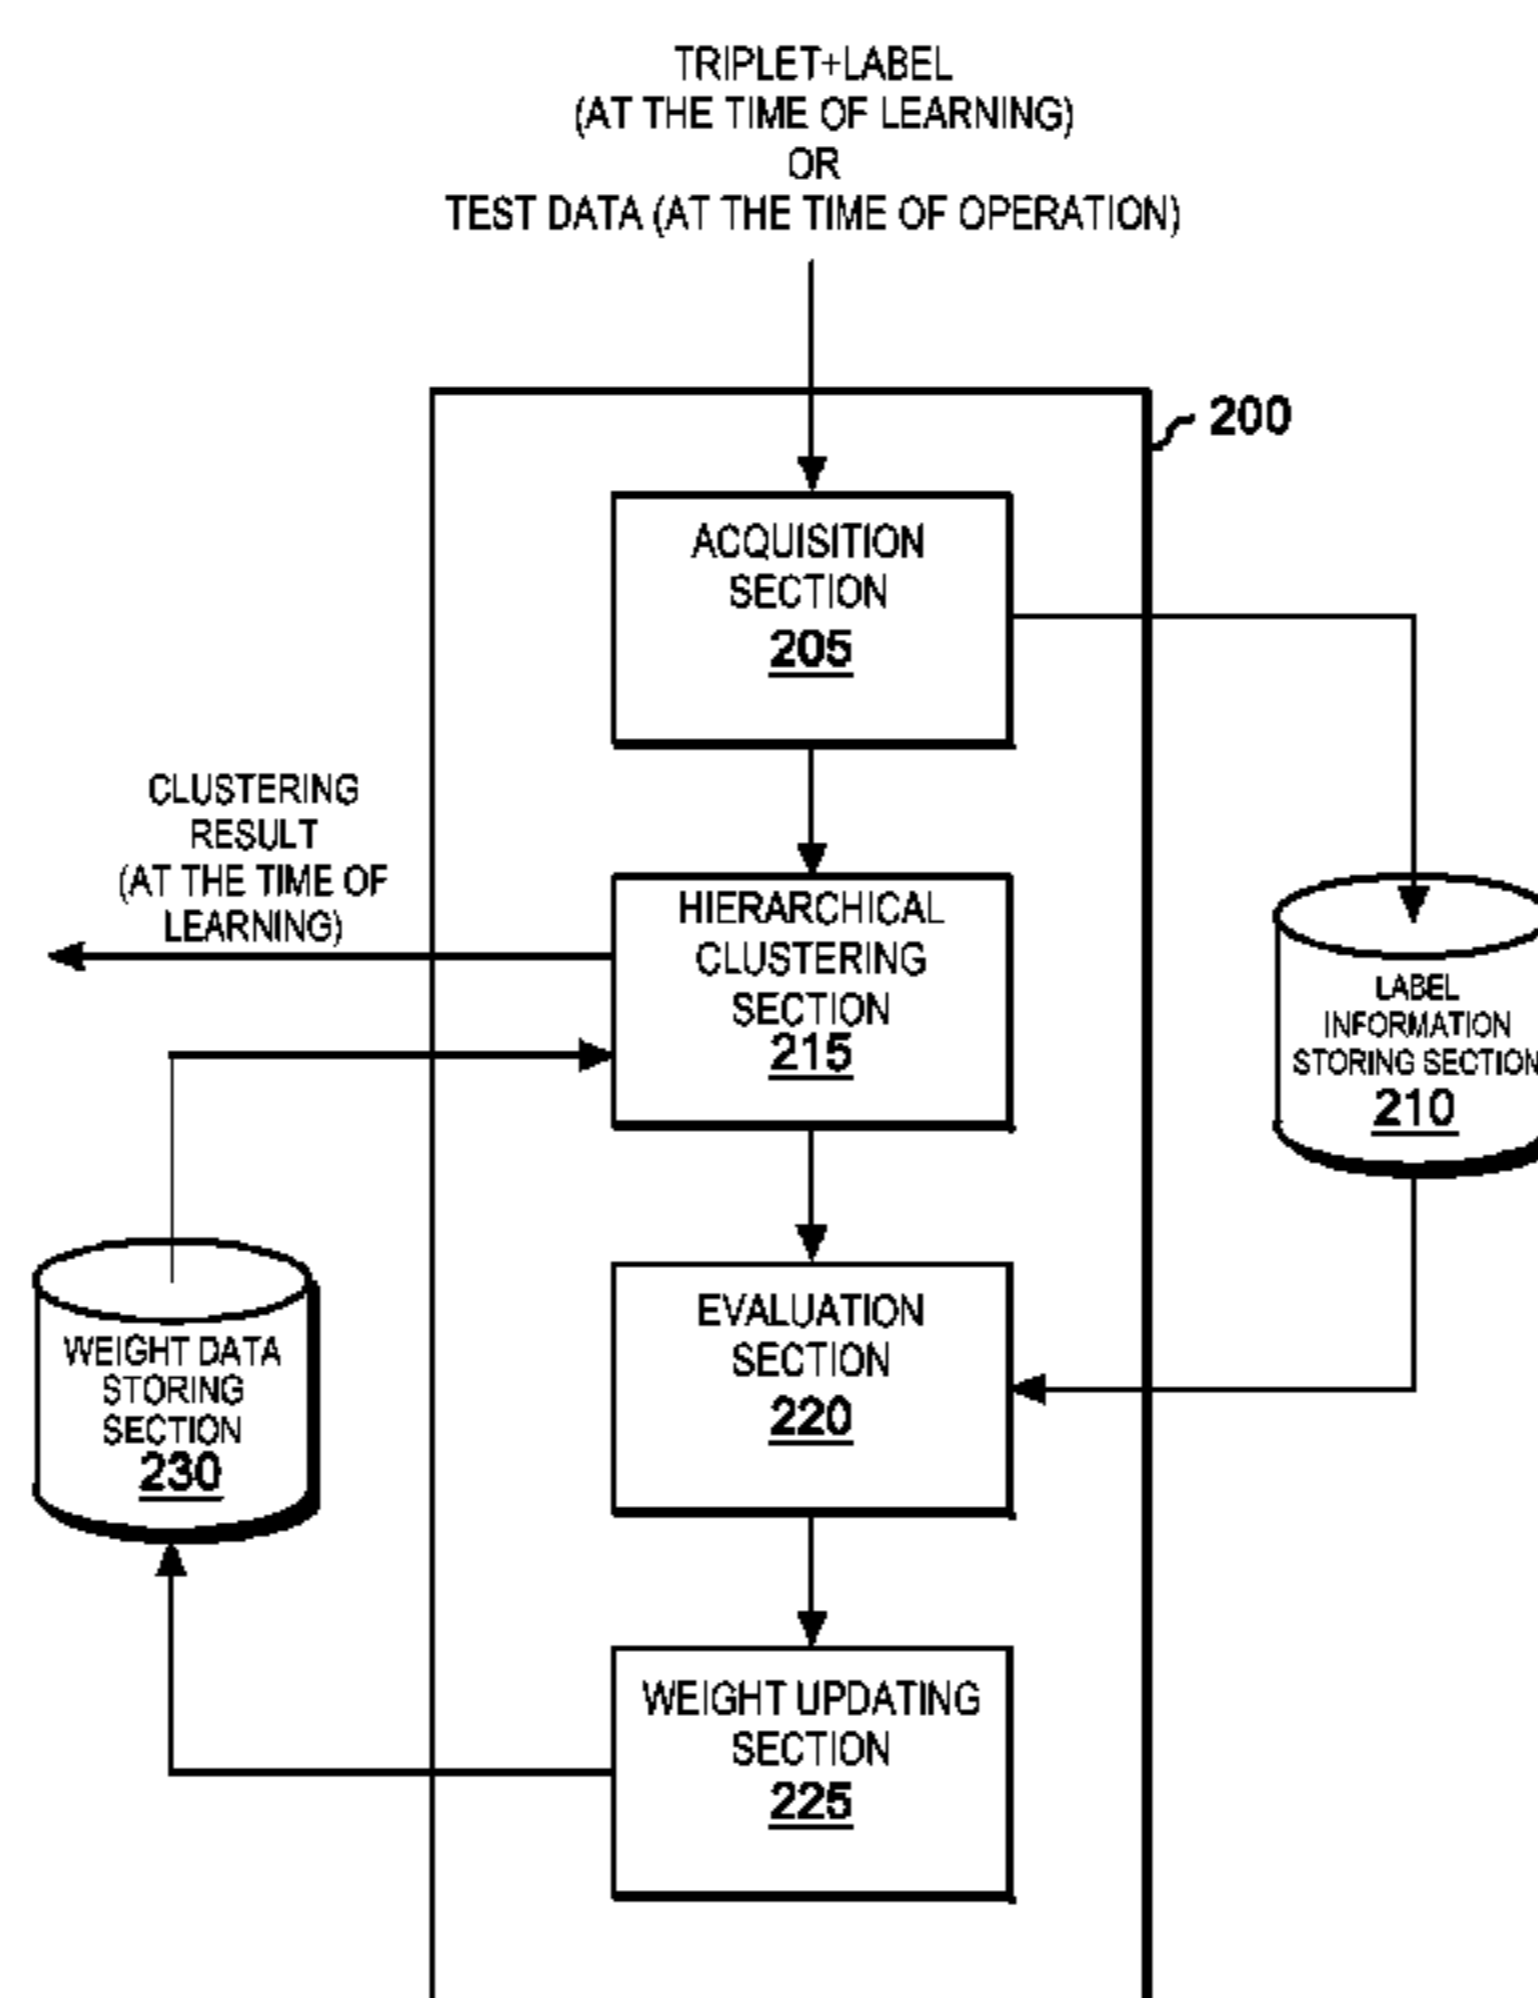 TRIPLET+LABEL
(AT THE TIME OF LEARNING)
OR
TEST DATA (AT THE TIME OF OPERATION)
200
ACQUISITION
SECTION
205
CLUSTERING
RESULT
(AT THE TIME OF
LEARNING)
HIERARCHICAL
CLUSTERING
SECTION
215
LABEL
INFORMATION
STORING SECTION
210
EVALUATION
SECTION
220
WEIGHT DATA
STORING
SECTION
230
WEIGHT UPDATING
SECTION
225